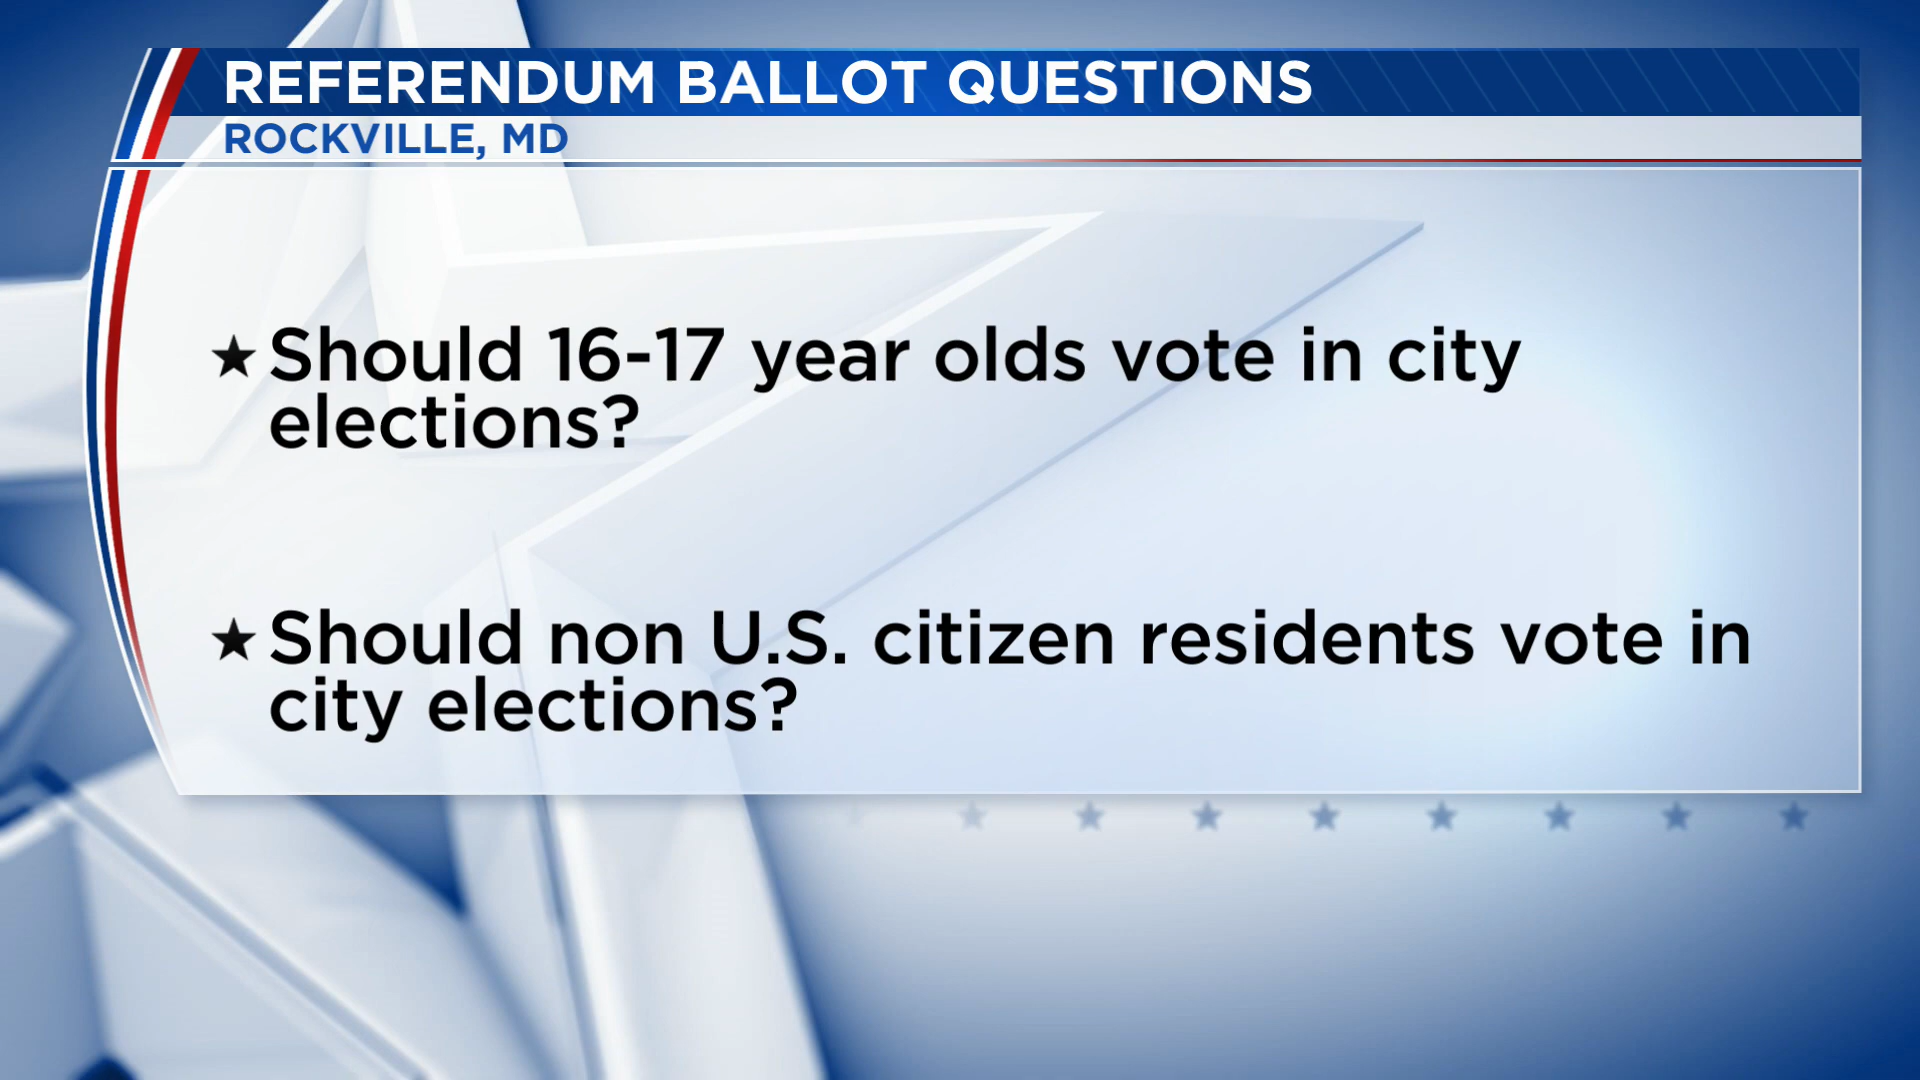 REFERENDUM BALLOT QUESTIONS
ROCKVILLE, MD
★ Should 16-17 year olds vote in city
elections?
★ Should non U.S. citizen residents vote in
city elections?